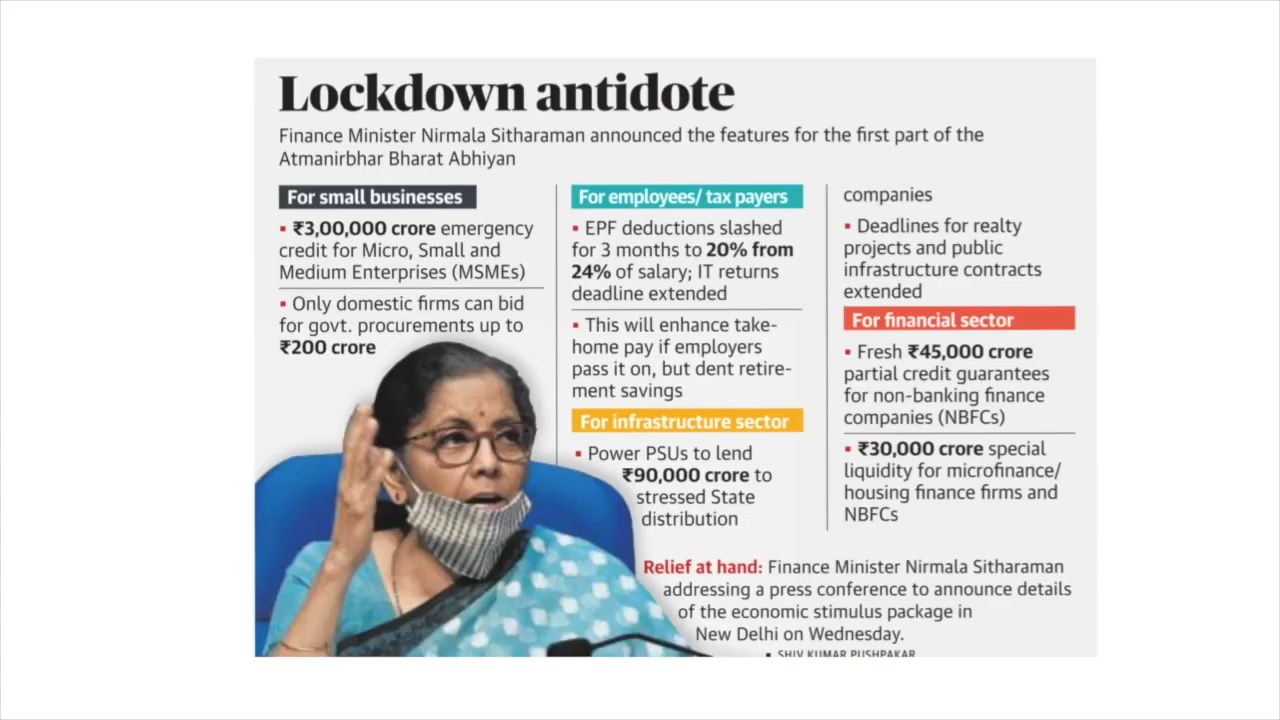 Lockdown antidote
Finance Minister Nirmala Sitharaman announced the features for the first part of the
Atmanirbhar Bharat Abhiyan
For small businesses
▪ ₹3,00,000 crore emergency
credit for Micro, Small and
Medium Enterprises (MSMEs)
▪ Only domestic firms can bid
for govt. procurements up to
₹200 crore
For employees/ tax payers
▪ EPF deductions slashed
for 3 months to 20% from
24% of salary; IT returns
deadline extended
▪ This will enhance take-
home pay if employers
pass it on, but dent retire-
ment savings
For infrastructure sector
▪ Power PSUs to lend
₹90,000 crore to
stressed State
distribution
companies
▪ Deadlines for realty
projects and public
infrastructure contracts
extended
For financial sector
▪ Fresh ₹45,000 crore
partial credit guarantees
for non-banking finance
companies (NBFCs)
▪ ₹30,000 crore special
liquidity for microfinance/
housing finance firms and
NBFCs
Relief at hand: Finance Minister Nirmala Sitharaman
addressing a press conference to announce details
of the economic stimulus package in
New Delhi on Wednesday.
▪ SHIV KUMAR PUSHPAKAR